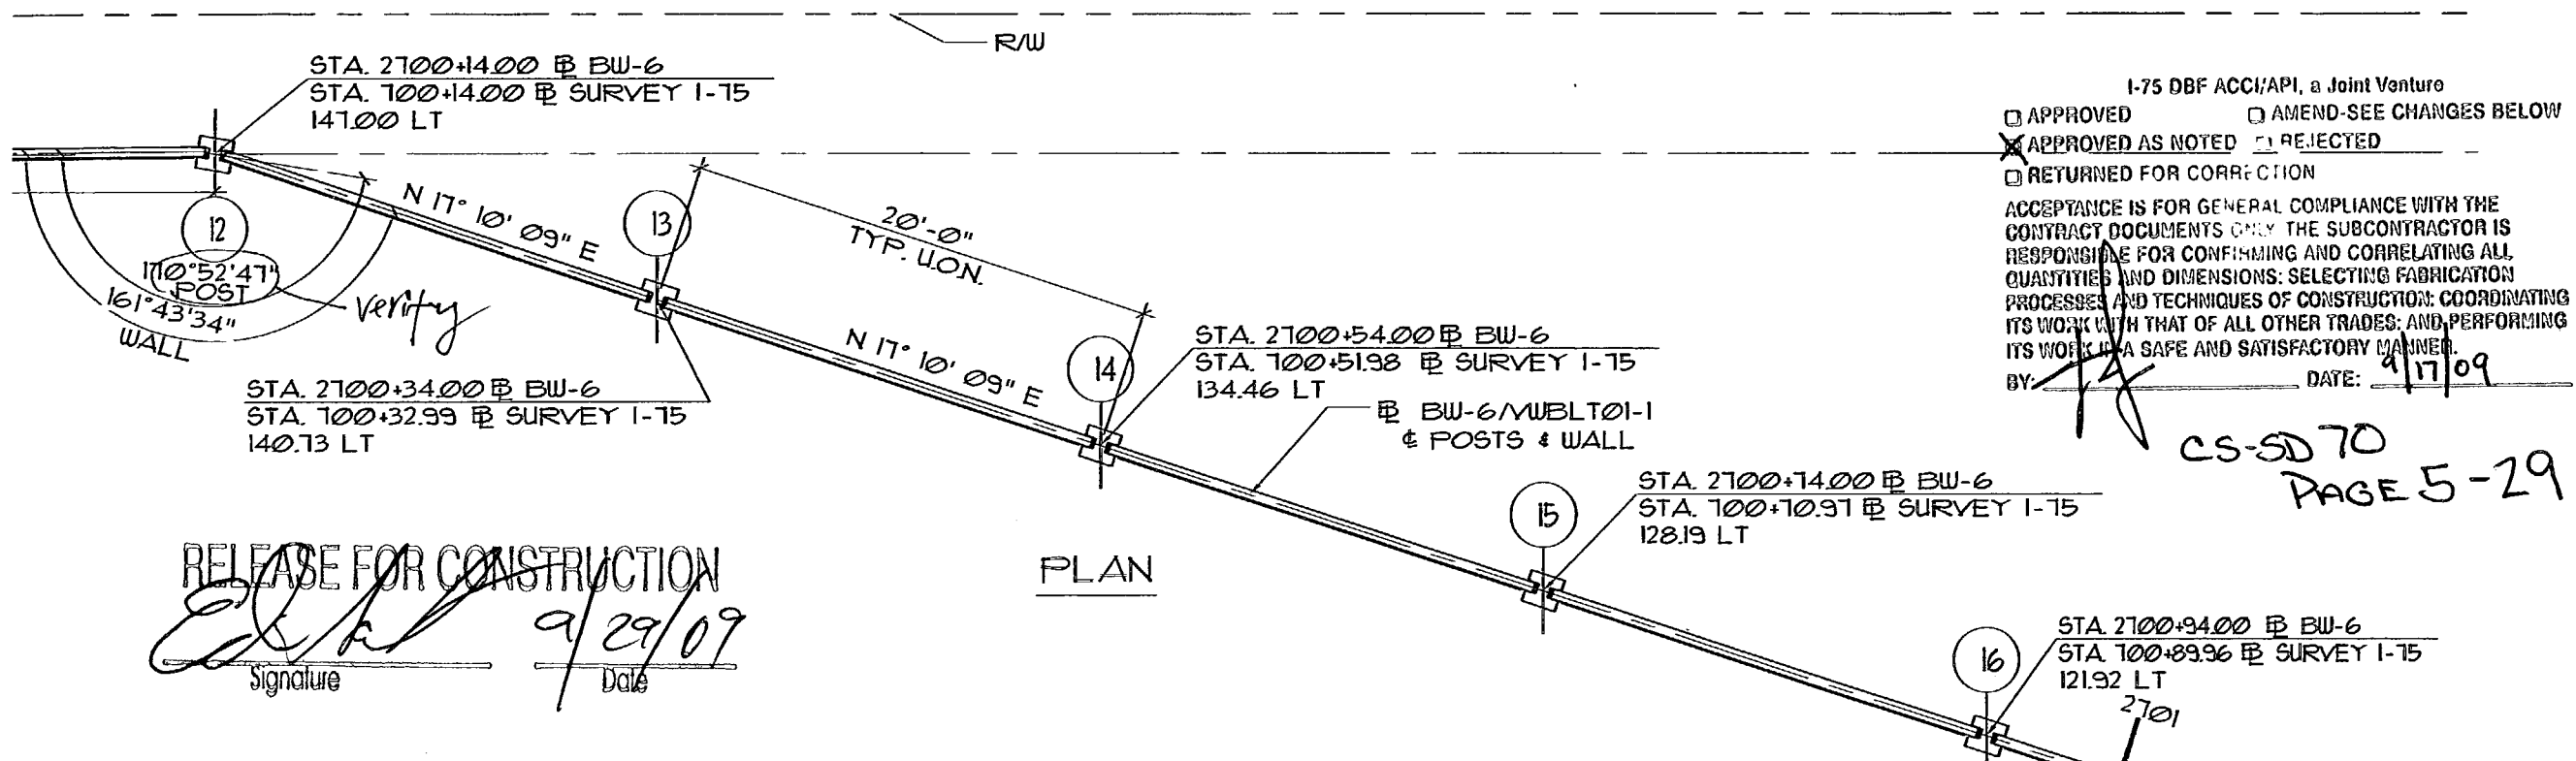 R/W
STA. 2700+14.00 ℄ BW-6
STA. 700+14.00 ℄ SURVEY I-75
147.00 LT
12
170°52'47"
POST
161°43'34"
WALL
verify
N 17° 10' 09" E
13
20'-0"
TYP. U.O.N.
STA. 2700+34.00 ℄ BW-6
STA. 700+32.99 ℄ SURVEY I-75
140.73 LT
N 17° 10' 09" E
14
STA. 2700+54.00 ℄ BW-6
STA. 700+51.98 ℄ SURVEY I-75
134.46 LT
℄ BW-6/WBLT01-1
℄ POSTS & WALL
15
STA. 2700+74.00 ℄ BW-6
STA. 700+70.97 ℄ SURVEY I-75
128.19 LT
16
STA. 2700+94.00 ℄ BW-6
STA. 700+89.96 ℄ SURVEY I-75
121.92 LT
2701
PLAN
RELEASE FOR CONSTRUCTION
9/29/09
Signature Date
I-75 DBF ACCI/API, a Joint Venture
APPROVED AMEND-SEE CHANGES BELOW
APPROVED AS NOTED REJECTED
RETURNED FOR CORRECTION
ACCEPTANCE IS FOR GENERAL COMPLIANCE WITH THE
CONTRACT DOCUMENTS ONLY THE SUBCONTRACTOR IS
RESPONSIBLE FOR CONFIRMING AND CORRELATING ALL
QUANTITIES AND DIMENSIONS: SELECTING FABRICATION
PROCESSES AND TECHNIQUES OF CONSTRUCTION: COORDINATING
ITS WORK WITH THAT OF ALL OTHER TRADES: AND PERFORMING
ITS WORK IN A SAFE AND SATISFACTORY MANNER.
BY: DATE: 9/17/09
CS-SD 70
PAGE 5-29